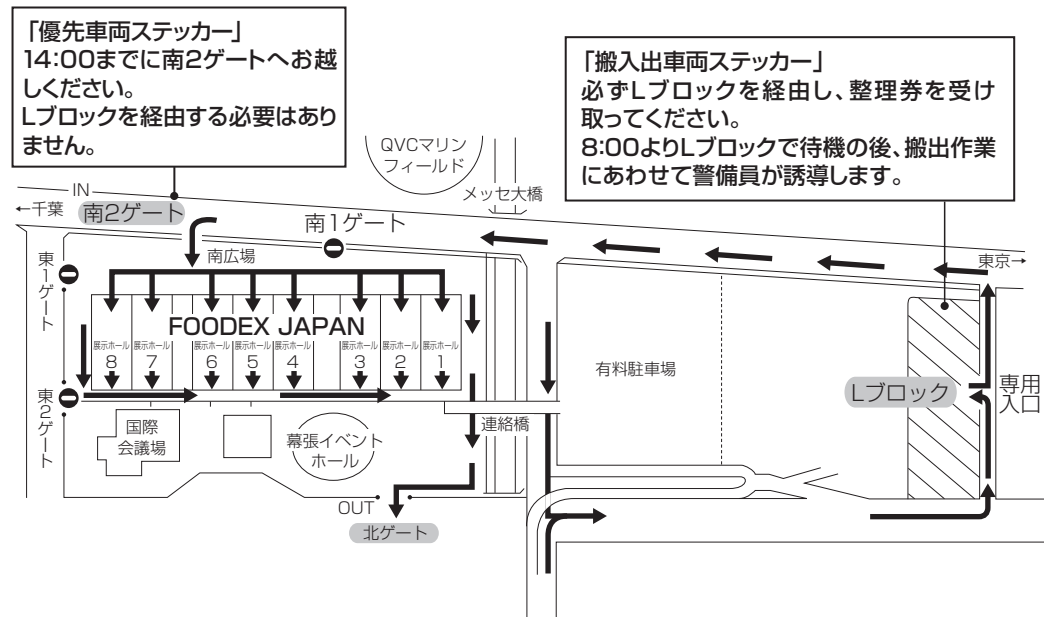 「優先車両ステッカー」
14:00までに南2ゲートへお越
しください。
Lブロックを経由する必要はあり
ません。
「搬入出車両ステッカー」
必ずLブロックを経由し、整理券を受け
取ってください。
8:00よりLブロックで待機の後、搬出作業
にあわせて警備員が誘導します。
QVCマリン
フィールド
メッセ大橋
IN
←千葉
南2ゲート
南1ゲート
東京→
南広場
東1ゲート
FOODEX JAPAN
展示ホール
8
展示ホール
7
展示ホール
6
展示ホール
5
展示ホール
4
展示ホール
3
展示ホール
2
展示ホール
1
有料駐車場
Lブロック
専用
入口
東2ゲート
国際
会議場
幕張イベント
ホール
連絡橋
OUT
北ゲート